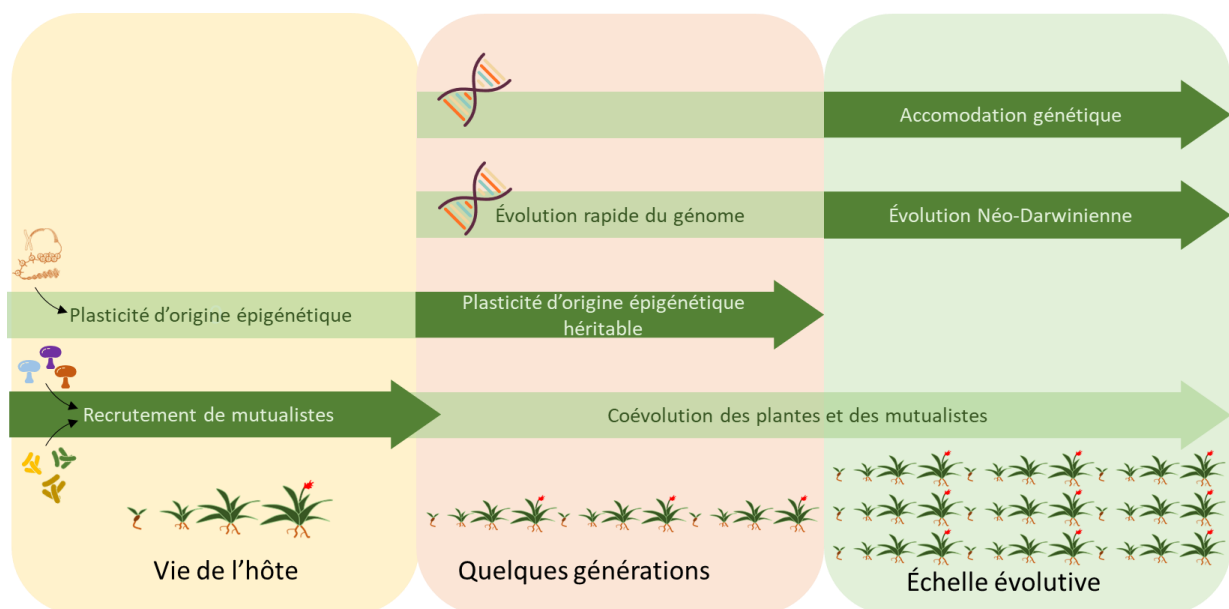 Accomodation génétique
Évolution rapide du génome
Évolution Néo-Darwinienne
Plasticité d'origine épigénétique
Plasticité d'origine épigénétique
héritable
Recrutement de mutualistes
Coévolution des plantes et des mutualistes
Vie de l'hôte
Quelques générations
Échelle évolutive